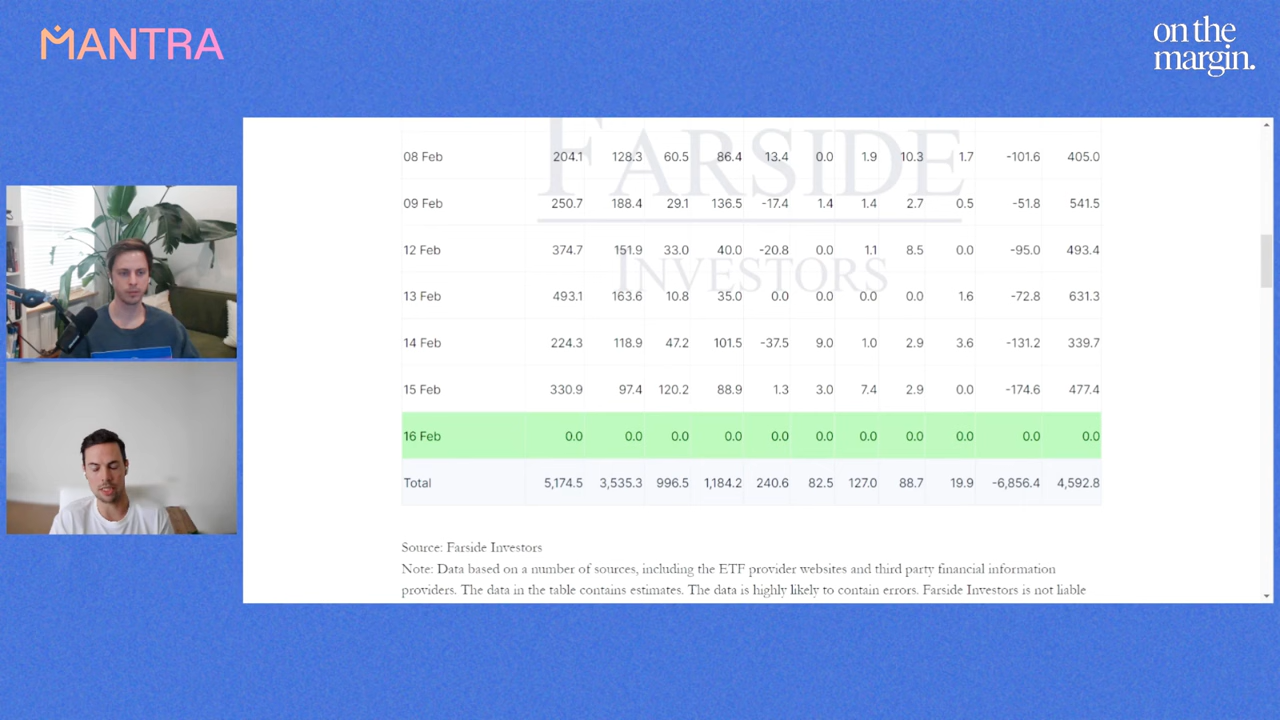 MANTRA
on the
margin.
FARSIDE
INVESTORS
08 Feb 204.1 128.3 60.5 86.4 13.4 0.0 1.9 10.3 1.7 -101.6 405.0
09 Feb 250.7 188.4 29.1 136.5 -17.4 1.4 1.4 2.7 0.5 -51.8 541.5
12 Feb 374.7 151.9 33.0 40.0 -20.8 0.0 1.1 8.5 0.0 -95.0 493.4
13 Feb 493.1 163.6 10.8 35.0 0.0 0.0 0.0 0.0 1.6 -72.8 631.3
14 Feb 224.3 118.9 47.2 101.5 -37.5 9.0 1.0 2.9 3.6 -131.2 339.7
15 Feb 330.9 97.4 120.2 88.9 1.3 3.0 7.4 2.9 0.0 -174.6 477.4
16 Feb 0.0 0.0 0.0 0.0 0.0 0.0 0.0 0.0 0.0 0.0 0.0
Total 5,174.5 3,535.3 996.5 1,184.2 240.6 82.5 127.0 88.7 19.9 -6,856.4 4,592.8
Source: Farside Investors
Note: Data based on a number of sources, including the ETF provider websites and third party financial information
providers. The data in the table contains estimates. The data is highly likely to contain errors. Farside Investors is not liable